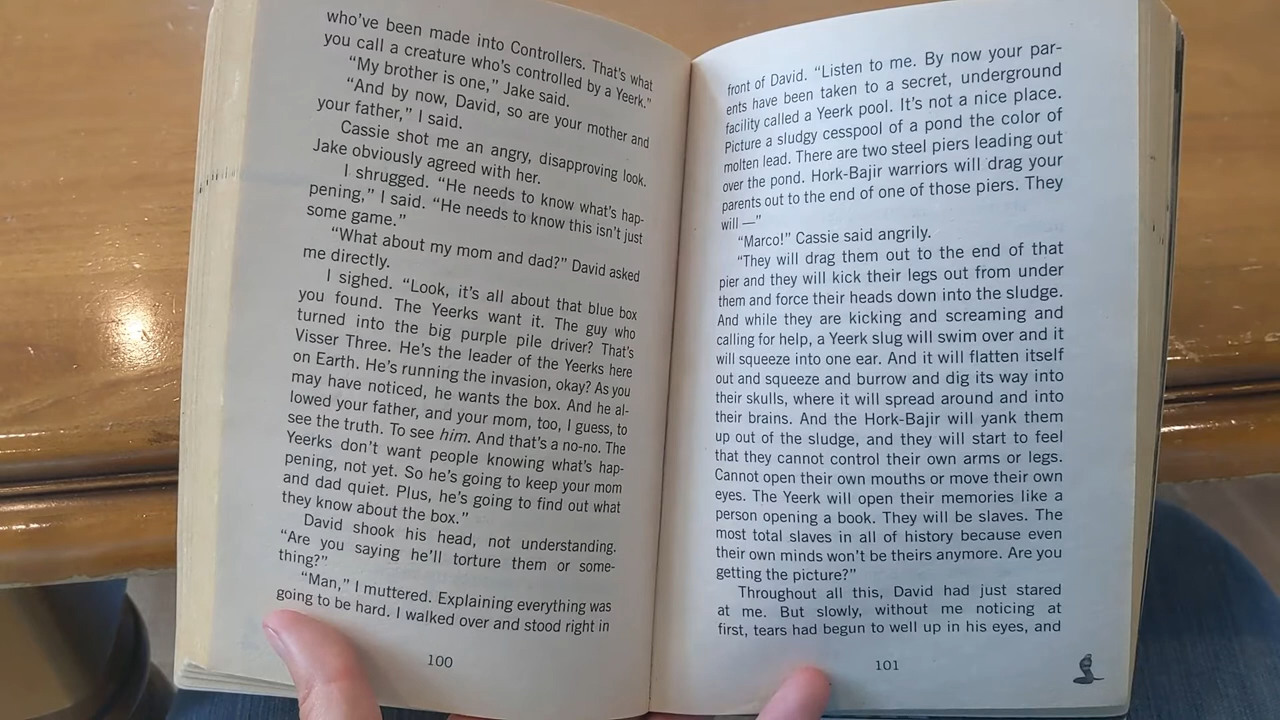 who've been made into Controllers. That's what
you call a creature who's controlled by a Yeerk."
"My brother is one," Jake said.
"And by now, David, so are your mother and
your father," I said.
Cassie shot me an angry, disapproving look.
Jake obviously agreed with her.
I shrugged. "He needs to know what's hap-
pening," I said. "He needs to know this isn't just
some game."
"What about my mom and dad?" David asked
me directly.
I sighed. "Look, it's all about that blue box
you found. The Yeerks want it. The guy who
turned into the big purple pile driver? That's
Visser Three. He's the leader of the Yeerks here
on Earth. He's running the invasion, okay? As you
may have noticed, he wants the box. And he al-
lowed your father, and your mom, too, I guess, to
see the truth. To see him. And that's a no-no. The
Yeerks don't want people knowing what's hap-
pening, not yet. So he's going to keep your mom
and dad quiet. Plus, he's going to find out what
they know about the box."
David shook his head, not understanding.
"Are you saying he'll torture them or some-
thing?"
"Man," I muttered. Explaining everything was
going to be hard. I walked over and stood right in
100
front of David. "Listen to me. By now your par-
ents have been taken to a secret, underground
facility called a Yeerk pool. It's not a nice place.
Picture a sludgy cesspool of a pond the color of
molten lead. There are two steel piers leading out
over the pond. Hork-Bajir warriors will drag your
parents out to the end of one of those piers. They
will —"
"Marco!" Cassie said angrily.
"They will drag them out to the end of that
pier and they will kick their legs out from under
them and force their heads down into the sludge.
And while they are kicking and screaming and
calling for help, a Yeerk slug will swim over and it
will squeeze into one ear. And it will flatten itself
out and squeeze and burrow and dig its way into
their skulls, where it will spread around and into
their brains. And the Hork-Bajir will yank them
up out of the sludge, and they will start to feel
that they cannot control their own arms or legs.
Cannot open their own mouths or move their own
eyes. The Yeerk will open their memories like a
person opening a book. They will be slaves. The
most total slaves in all of history because even
their own minds won't be theirs anymore. Are you
getting the picture?"
Throughout all this, David had just stared
at me. But slowly, without me noticing at
first, tears had begun to well up in his eyes, and
101